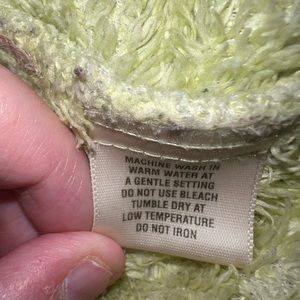 MACHINE WASH IN
WARM WATER AT
A GENTLE SETTING
DO NOT USE BLEACH
TUMBLE DRY AT
LOW TEMPERATURE
DO NOT IRON